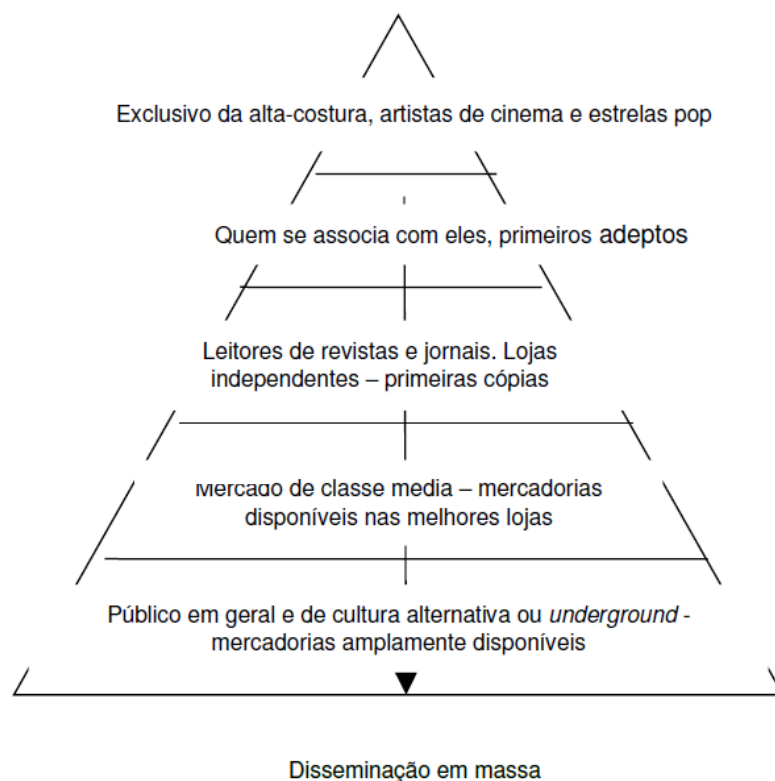 Exclusivo da alta-costura, artistas de cinema e estrelas pop
Quem se associa com eles, primeiros adeptos
Leitores de revistas e jornais. Lojas
independentes – primeiras cópias
Mercado de classe media – mercadorias
disponíveis nas melhores lojas
Público em geral e de cultura alternativa ou underground -
mercadorias amplamente disponíveis
Disseminação em massa